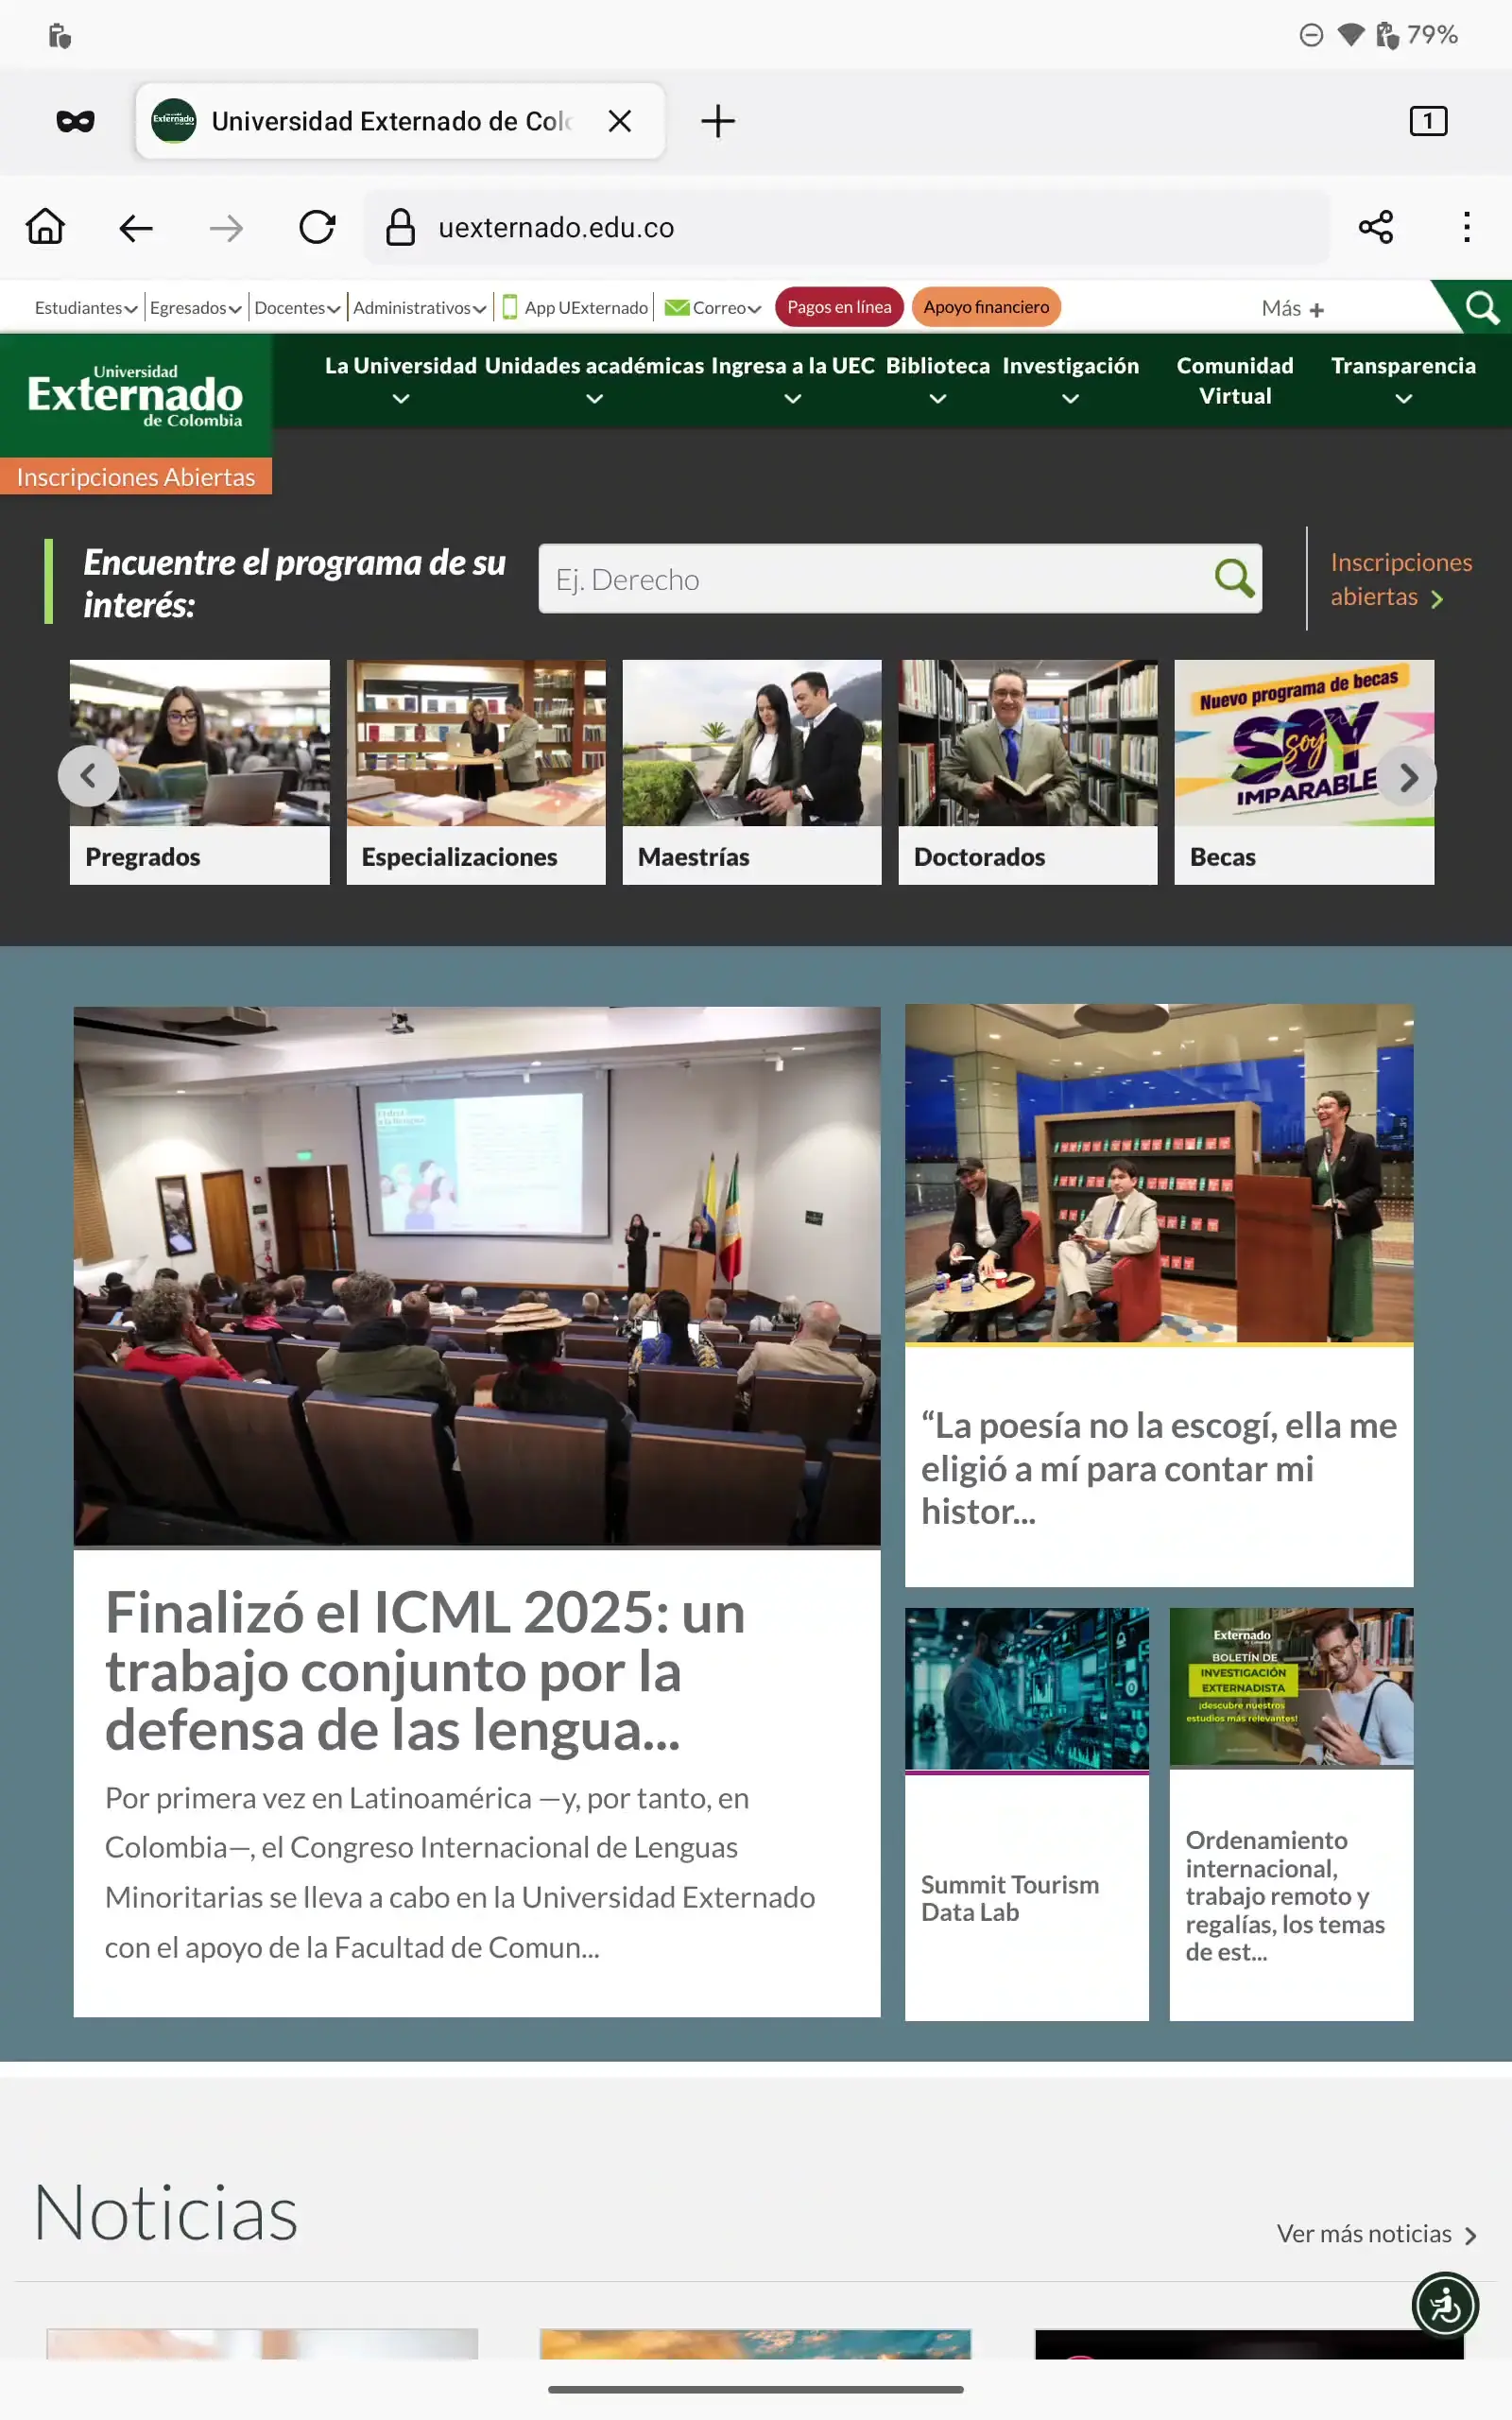 79%
Universidad Externado de Col
1
uexternado.edu.co
Estudiantes Egresados Docentes Administrativos App UExternado Correo Pagos en línea Apoyo financiero Más +
Universidad
Externado
de Colombia
La Universidad Unidades académicas Ingresa a la UEC Biblioteca Investigación Comunidad Virtual Transparencia
Inscripciones Abiertas
Encuentre el programa de su
interés:
Ej. Derecho
Inscripciones
abiertas
Nuevo programa de becas
SOY
soy
IMPARABLE
Pregrados
Especializaciones
Maestrías
Doctorados
Becas
Finalizó el ICML 2025: un
trabajo conjunto por la
defensa de las lengua...
Por primera vez en Latinoamérica —y, por tanto, en
Colombia—, el Congreso Internacional de Lenguas
Minoritarias se lleva a cabo en la Universidad Externado
con el apoyo de la Facultad de Comun...
“La poesía no la escogí, ella me
eligió a mí para contar mi
histor...
Summit Tourism
Data Lab
Externado
BOLETÍN DE
INVESTIGACIÓN
EXTERNADISTA
¡descubre nuestros
estudios más relevantes!
Ordenamiento
internacional,
trabajo remoto y
regalías, los temas
de est...
Noticias
Ver más noticias